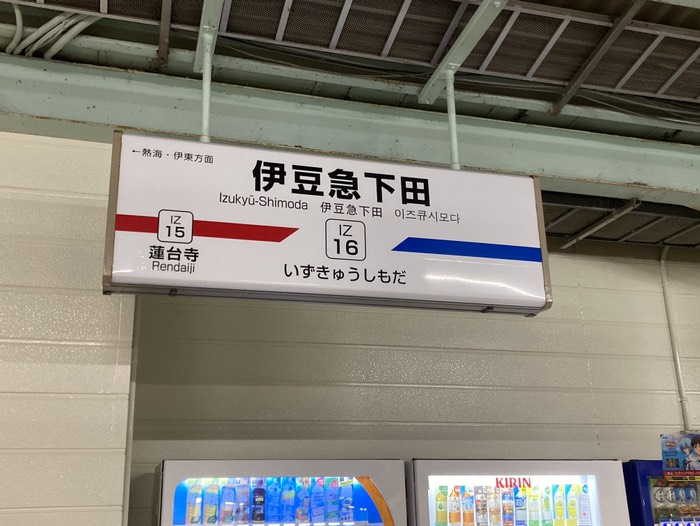 ←熱海・伊東方面
伊豆急下田
Izukyū-Shimoda 伊豆急下田 이즈큐시모다
IZ
15
IZ
16
蓮台寺
Rendaiji
いずきゅうしもだ
KIRIN